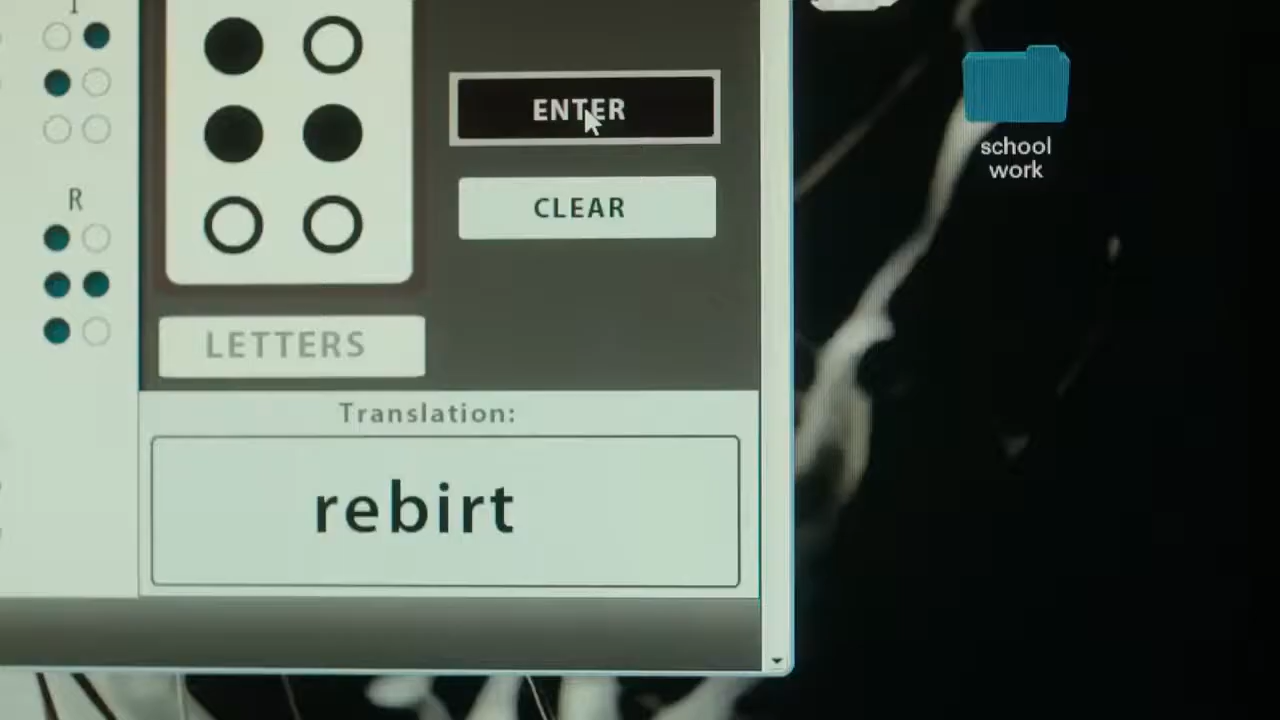 I
ENTER
school
work
R
CLEAR
LETTERS
Translation:
rebirt